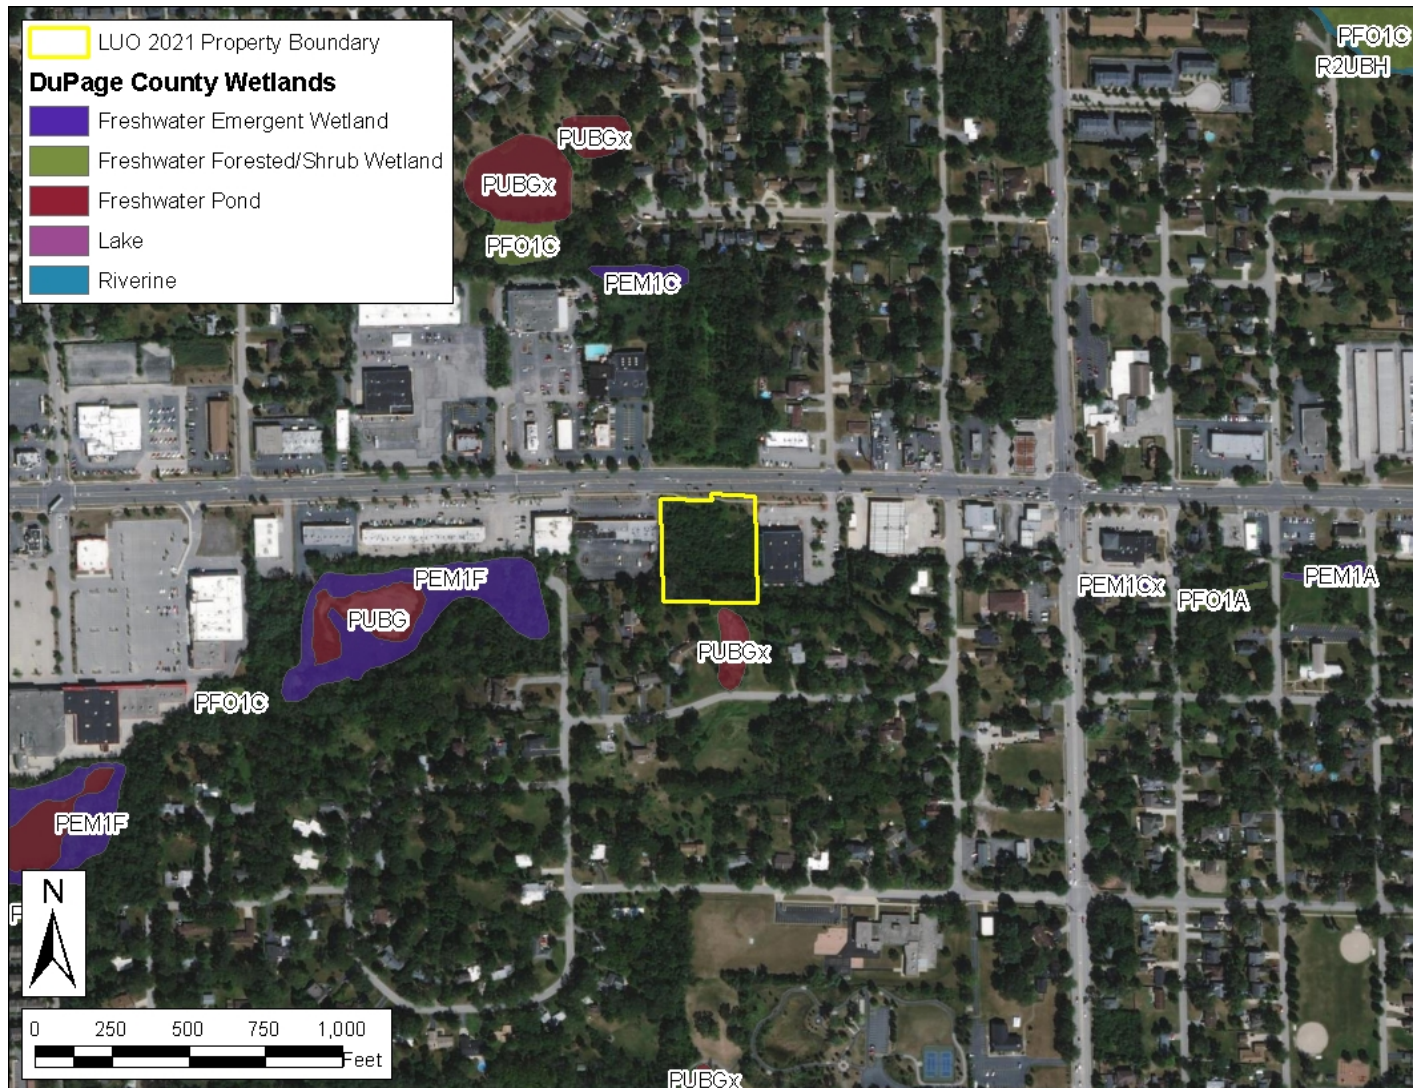 LUO 2021 Property Boundary
DuPage County Wetlands
Freshwater Emergent Wetland
Freshwater Forested/Shrub Wetland
Freshwater Pond
Lake
Riverine
PFO1C
R2UBH
PUBGx
PUBGx
PFO1C
PEM1C
PEM1F
PUBG
PEM1Cx
PFO1A
PEM1A
PUBGx
PFO1C
PEM1F
N
0 250 500 750 1,000
Feet
PUBGx